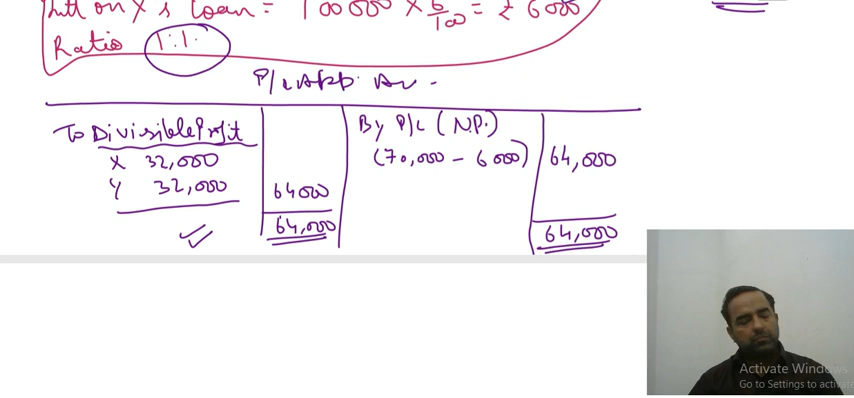 Int on X's Loan = 100000 × 6/100 = ₹ 6000
Ratio 1:1.
P/L App. A/c.
To Divisible Profit
X 32,000
Y 32,000 64000
64,000
By P/L (N.P.)
(70,000 - 6000) 64,000
64,000
Activate Windows
Go to Settings to activate